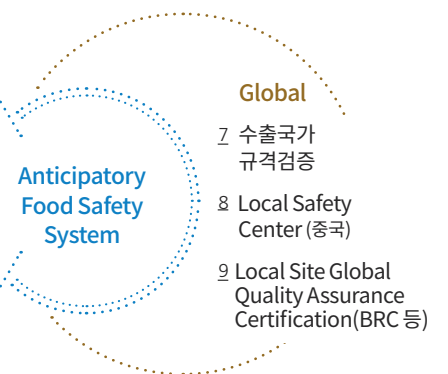 Anticipatory
Food Safety
System
Global
7 수출국가
규격검증
8 Local Safety
Center (중국)
9 Local Site Global
Quality Assurance
Certification(BRC 등)